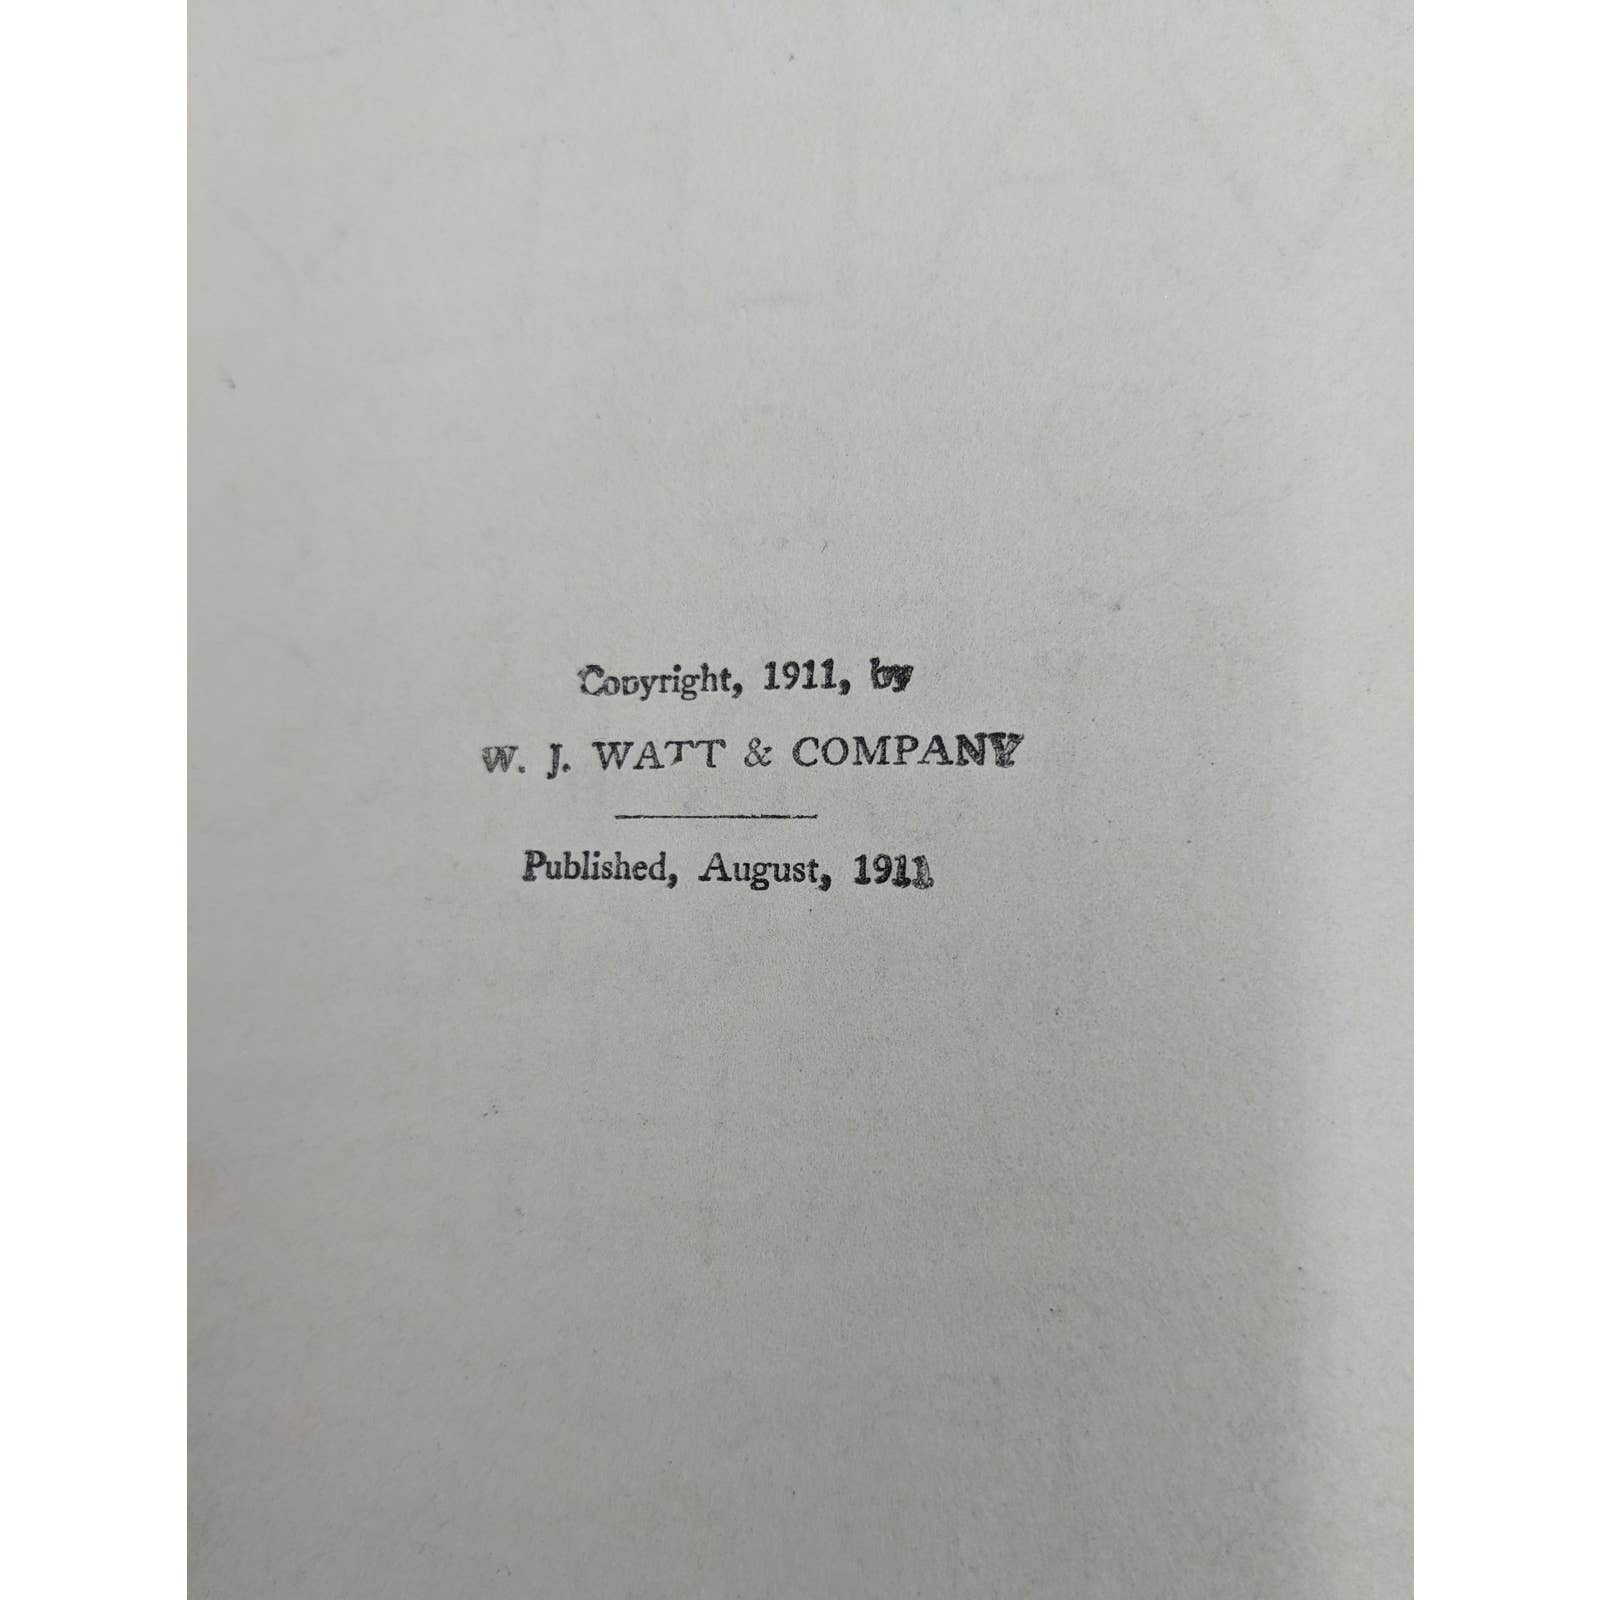 Copyright, 1911, by
W. J. WATT & COMPANY
Published, August, 1911